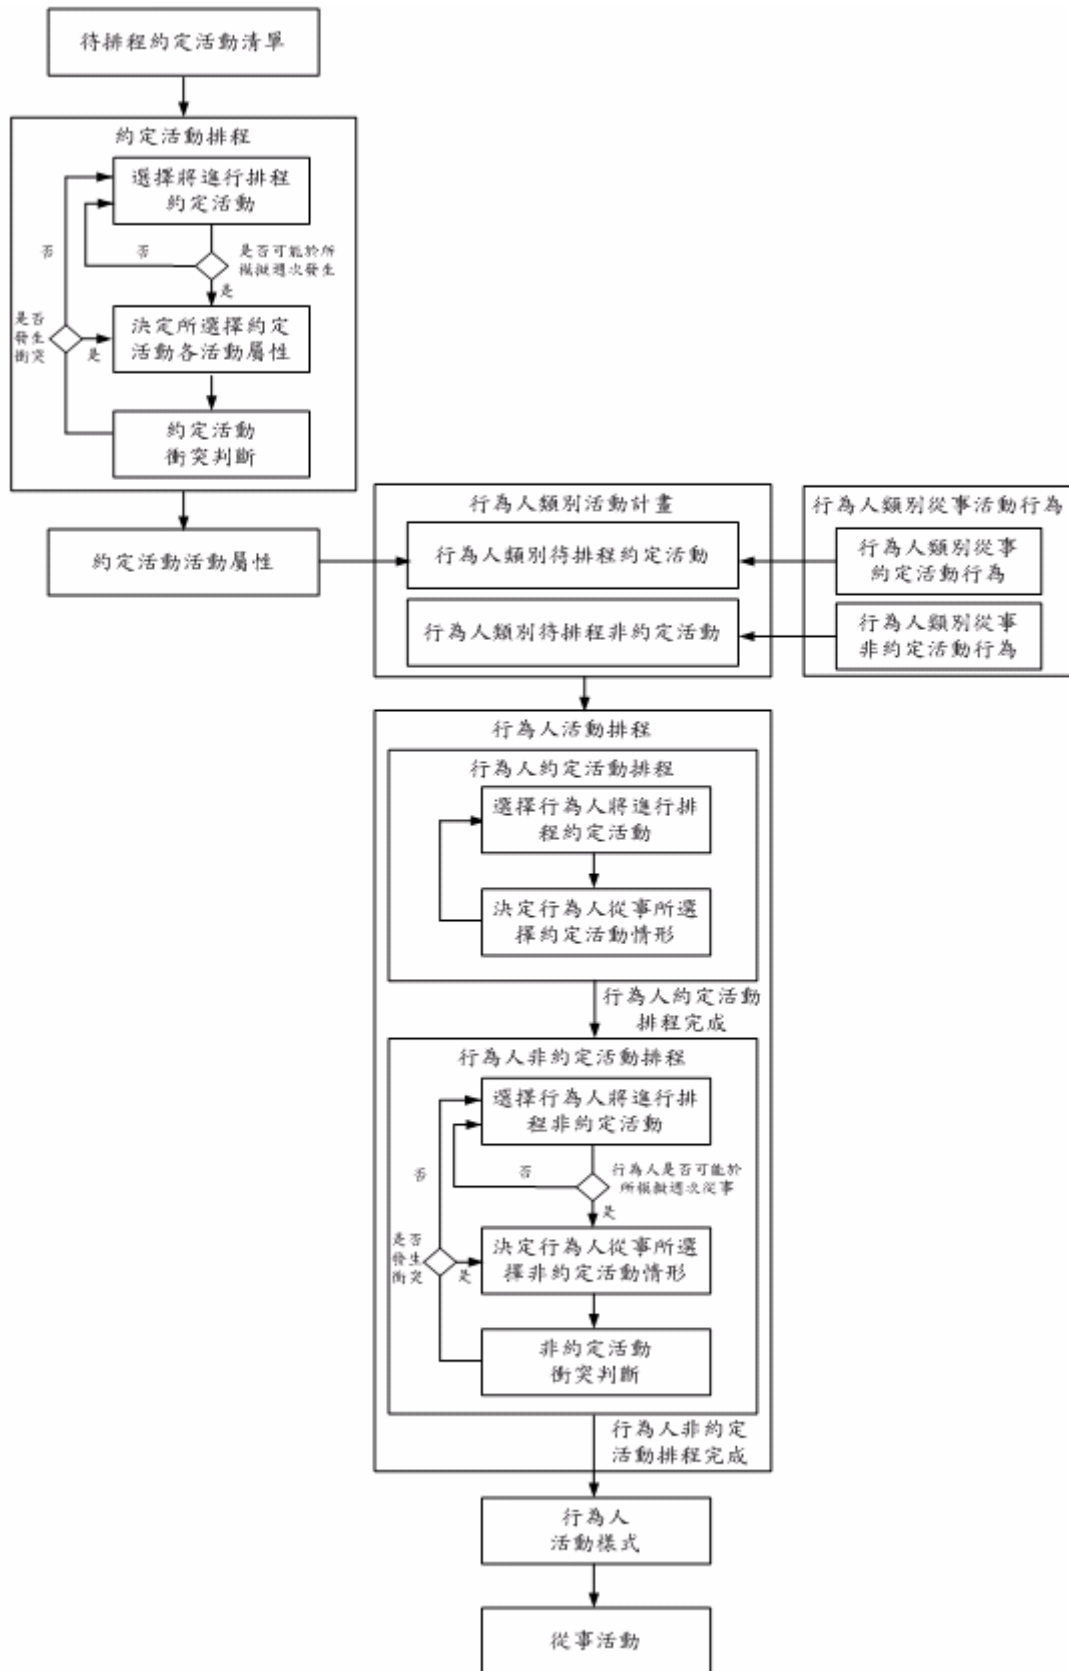 待排程約定活動清單
約定活動排程
選擇將進行排程
約定活動
否
否
是否可能於所
模擬週次發生
是
是否
發生
衝突
是
決定所選擇約定
活動各活動屬性
約定活動
衝突判斷
約定活動活動屬性
行為人類別活動計畫
行為人類別待排程約定活動
行為人類別待排程非約定活動
行為人類別從事活動行為
行為人類別從事
約定活動行為
行為人類別從事
非約定活動行為
行為人活動排程
行為人約定活動排程
選擇行為人將進行排
程約定活動
決定行為人從事所選
擇約定活動情形
行為人約定活動
排程完成
行為人非約定活動排程
選擇行為人將進行排
程非約定活動
否
否
行為人是否可能於
所模擬週次從事
是
是否
發生
衝突
是
決定行為人從事所選
擇非約定活動情形
非約定活動
衝突判斷
行為人非約定
活動排程完成
行為人
活動樣式
從事活動